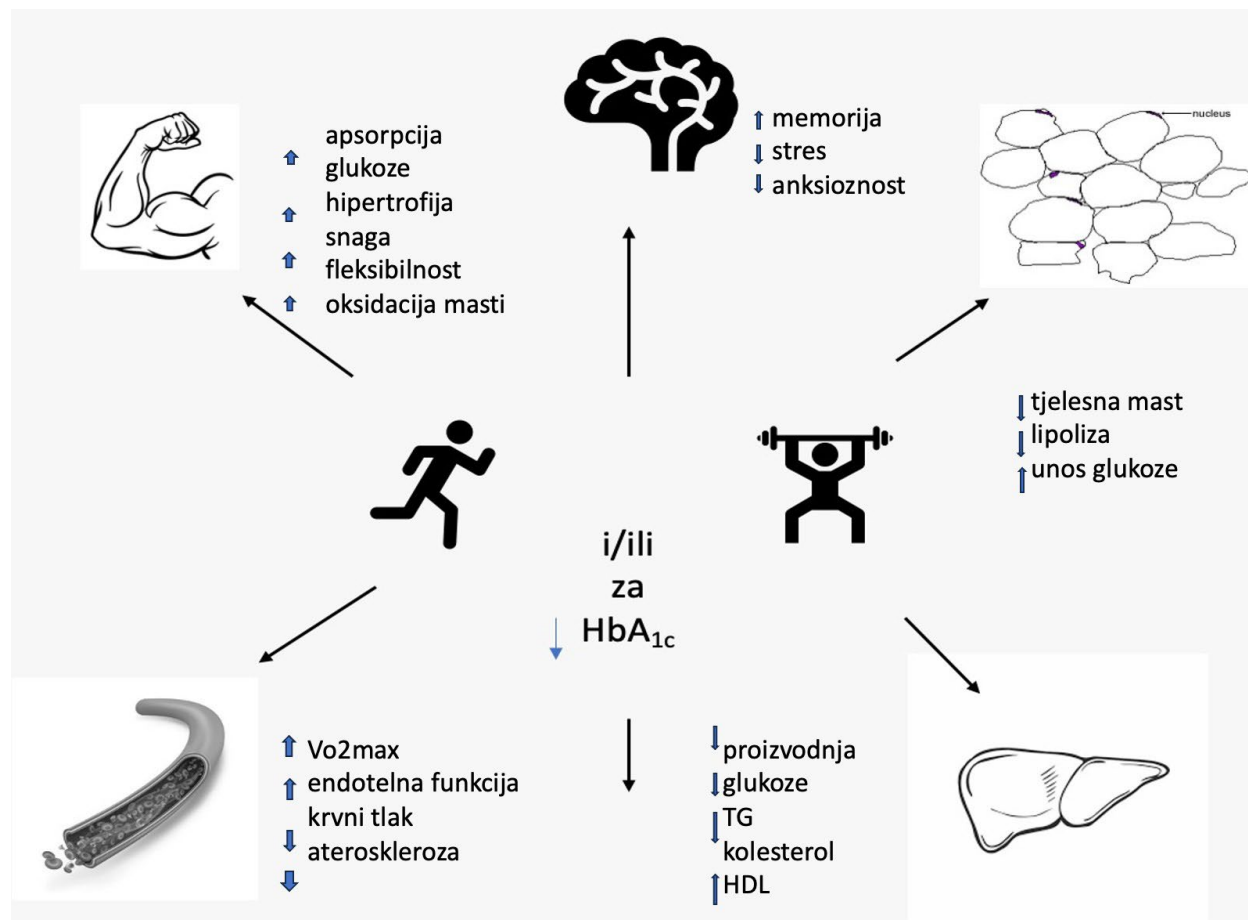 memorija
stres
anksioznost
nucleus
apsorpcija
glukoze
hipertrofija
snaga
fleksibilnost
oksidacija masti
tjelesna mast
lipoliza
unos glukoze
i/ili
za
HbA1c
Vo2max
endotelna funkcija
krvni tlak
ateroskleroza
proizvodnja
glukoze
TG
kolesterol
HDL